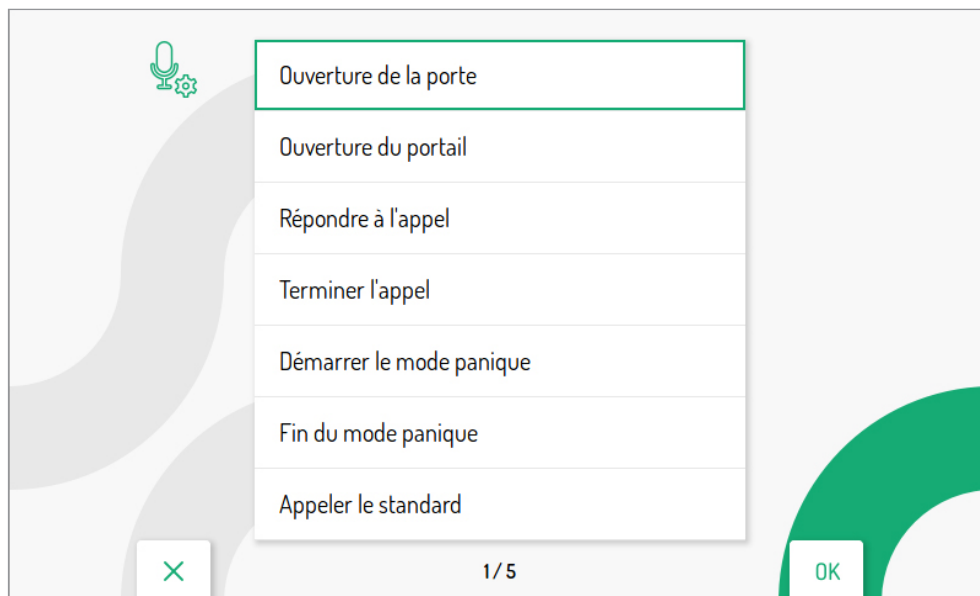 Ouverture de la porte
Ouverture du portail
Répondre à l'appel
Terminer l'appel
Démarrer le mode panique
Fin du mode panique
Appeler le standard
1 / 5
OK